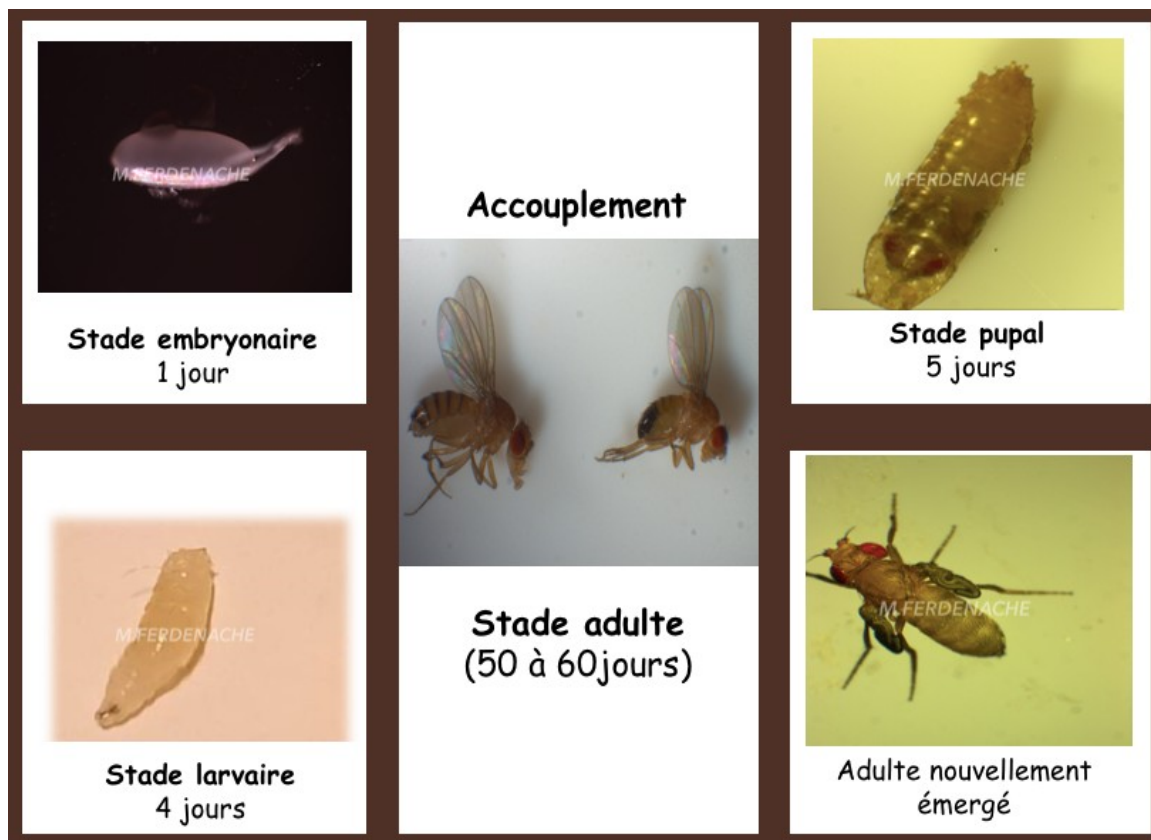 M.FERDENACHE
Stade embryonaire
1 jour
M.FERDENACHE
Stade larvaire
4 jours
Accouplement
Stade adulte
(50 à 60jours)
M.FERDENACHE
Stade pupal
5 jours
M.FERDENACHE
Adulte nouvellement
émergé